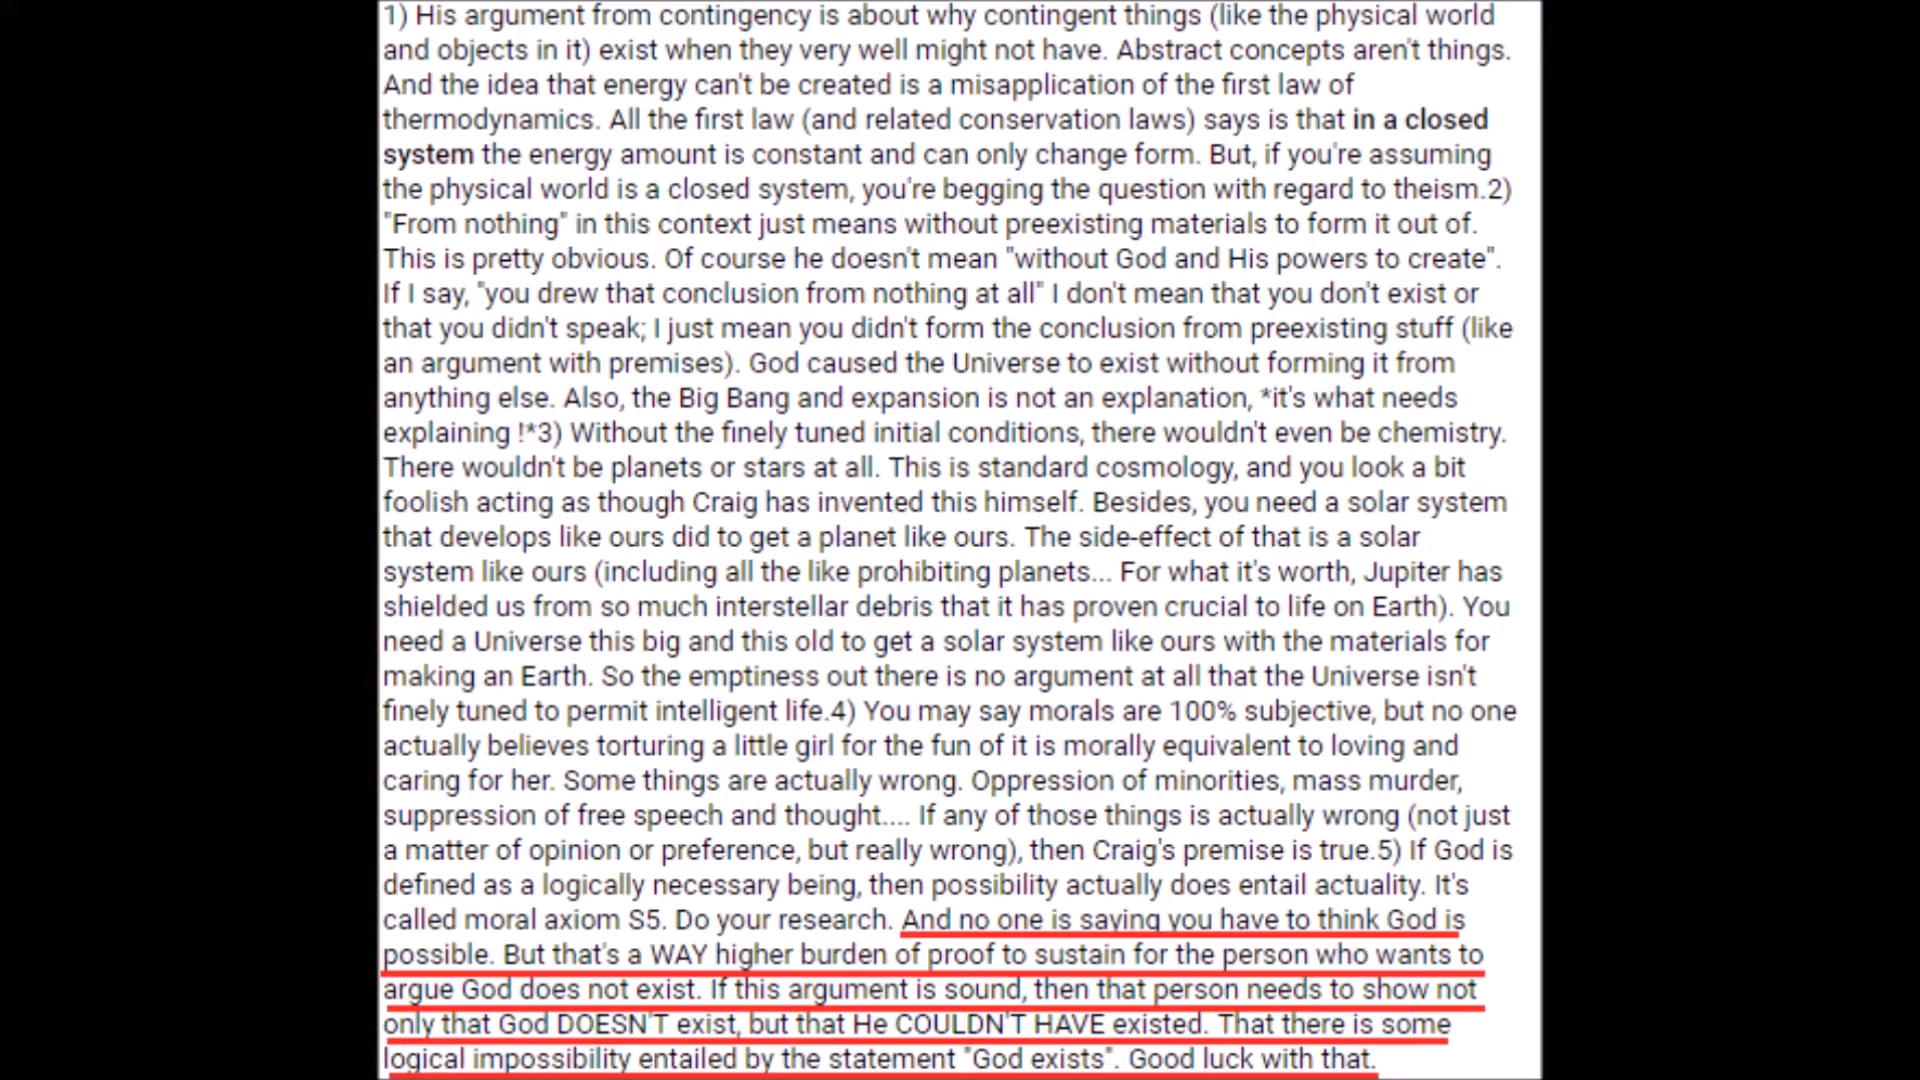 1) His argument from contingency is about why contingent things (like the physical world
and objects in it) exist when they very well might not have. Abstract concepts aren't things.
And the idea that energy can't be created is a misapplication of the first law of
thermodynamics. All the first law (and related conservation laws) says is that in a closed
system the energy amount is constant and can only change form. But, if you're assuming
the physical world is a closed system, you're begging the question with regard to theism.2)
"From nothing" in this context just means without preexisting materials to form it out of.
This is pretty obvious. Of course he doesn't mean "without God and His powers to create".
If I say, "you drew that conclusion from nothing at all" I don't mean that you don't exist or
that you didn't speak; I just mean you didn't form the conclusion from preexisting stuff (like
an argument with premises). God caused the Universe to exist without forming it from
anything else. Also, the Big Bang and expansion is not an explanation, *it's what needs
explaining !*3) Without the finely tuned initial conditions, there wouldn't even be chemistry.
There wouldn't be planets or stars at all. This is standard cosmology, and you look a bit
foolish acting as though Craig has invented this himself. Besides, you need a solar system
that develops like ours did to get a planet like ours. The side-effect of that is a solar
system like ours (including all the like prohibiting planets... For what it's worth, Jupiter has
shielded us from so much interstellar debris that it has proven crucial to life on Earth). You
need a Universe this big and this old to get a solar system like ours with the materials for
making an Earth. So the emptiness out there is no argument at all that the Universe isn't
finely tuned to permit intelligent life.4) You may say morals are 100% subjective, but no one
actually believes torturing a little girl for the fun of it is morally equivalent to loving and
caring for her. Some things are actually wrong. Oppression of minorities, mass murder,
suppression of free speech and thought.... If any of those things is actually wrong (not just
a matter of opinion or preference, but really wrong), then Craig's premise is true.5) If God is
defined as a logically necessary being, then possibility actually does entail actuality. It's
called moral axiom S5. Do your research. And no one is saying you have to think God is
possible. But that's a WAY higher burden of proof to sustain for the person who wants to
argue God does not exist. If this argument is sound, then that person needs to show not
only that God DOESN'T exist, but that He COULDN'T HAVE existed. That there is some
logical impossibility entailed by the statement "God exists". Good luck with that.